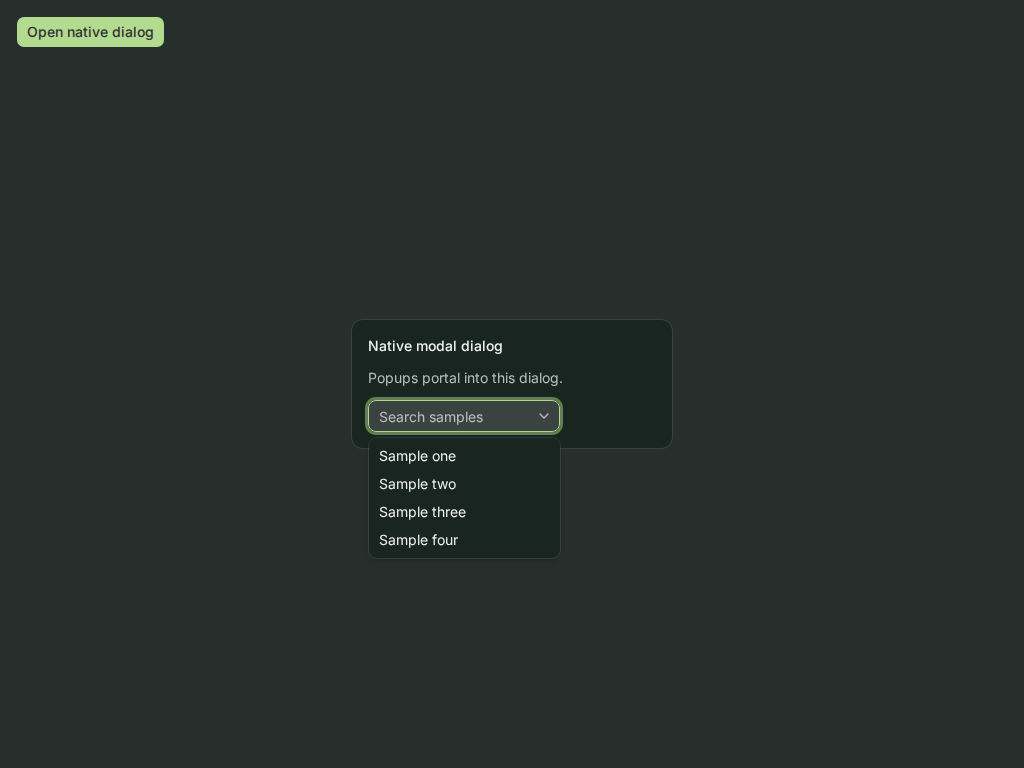 Open native dialog
Native modal dialog
Popups portal into this dialog.
Search samples
Sample one
Sample two
Sample three
Sample four